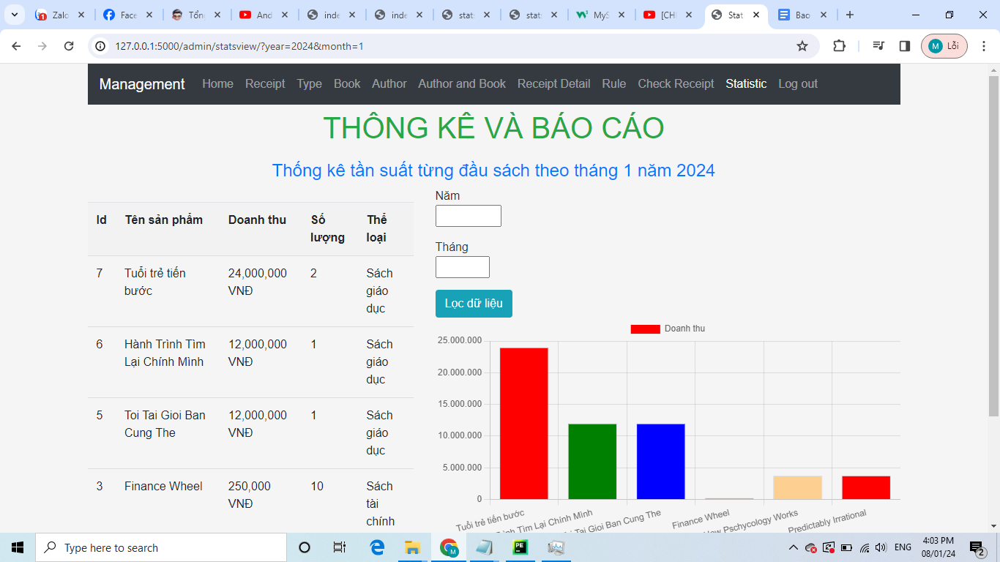 Zalo
Face
Tổn
And
inde
inde
stats
stats
MyS
[CH
Stat
Bao
127.0.0.1:5000/admin/statsview/?year=2024&month=1
M
Lỗi
Management Home Receipt Type Book Author Author and Book Receipt Detail Rule Check Receipt Statistic Log out
THÔNG KÊ VÀ BÁO CÁO
Thống kê tần suất từng đầu sách theo tháng 1 năm 2024
Id Tên sản phẩm Doanh thu Số lượng Thể loại
7 Tuổi trẻ tiến bước 24,000,000 VNĐ 2 Sách giáo dục
6 Hành Trình Tìm Lại Chính Mình 12,000,000 VNĐ 1 Sách giáo dục
5 Toi Tai Gioi Ban Cung The 12,000,000 VNĐ 1 Sách giáo dục
3 Finance Wheel 250,000 VNĐ 10 Sách tài chính
Năm
Tháng
Lọc dữ liệu
Doanh thu
25.000.000
20.000.000
15.000.000
10.000.000
5.000.000
0
Tuổi trẻ tiến bước
Tìm Lại Chính Mình
Tai Gioi Ban Cung The
Finance Wheel
Pschycology Works
Predictably Irrational
Type here to search
ENG
4:03 PM
08/01/24
2